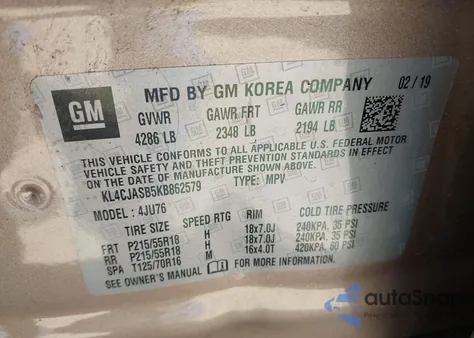 GM
MFD BY GM KOREA COMPANY 02/19
GVWR GAWR FRT GAWR RR
4286 LB 2348 LB 2194 LB
THIS VEHICLE CONFORMS TO ALL APPLICABLE U.S. FEDERAL MOTOR
VEHICLE SAFETY AND THEFT PREVENTION STANDARDS IN EFFECT ON
THE DATE OF MANUFACTURE SHOWN ABOVE.
KL4CJASB5KB862579 TYPE: MPV
MODEL: 4JU76
TIRE SIZE SPEED RTG RIM COLD TIRE PRESSURE
FRT P215/55R18 H 18x7.0J 240KPA, 35 PSI
RR P215/55R18 H 18x7.0J 240KPA, 35 PSI
SPA T125/70R16 M 16x4.0T 420KPA, 60 PSI
SEE OWNER'S MANUAL
autoSnap